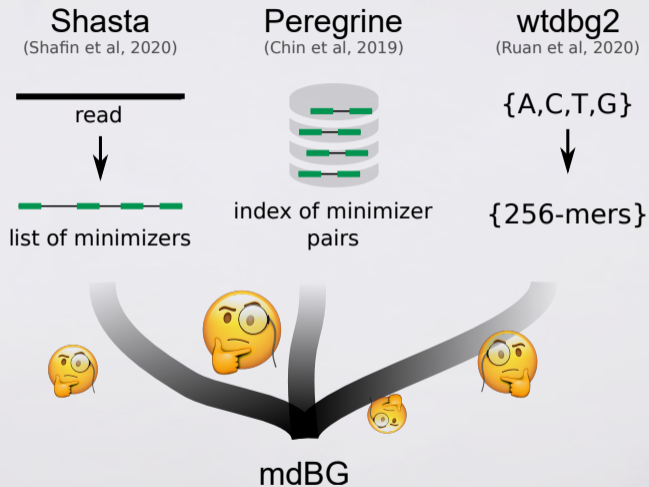 Shasta
(Shafin et al, 2020)
read
list of minimizers
Peregrine
(Chin et al, 2019)
index of minimizer
pairs
wtdbg2
(Ruan et al, 2020)
{A,C,T,G}
{256-mers}
mdBG